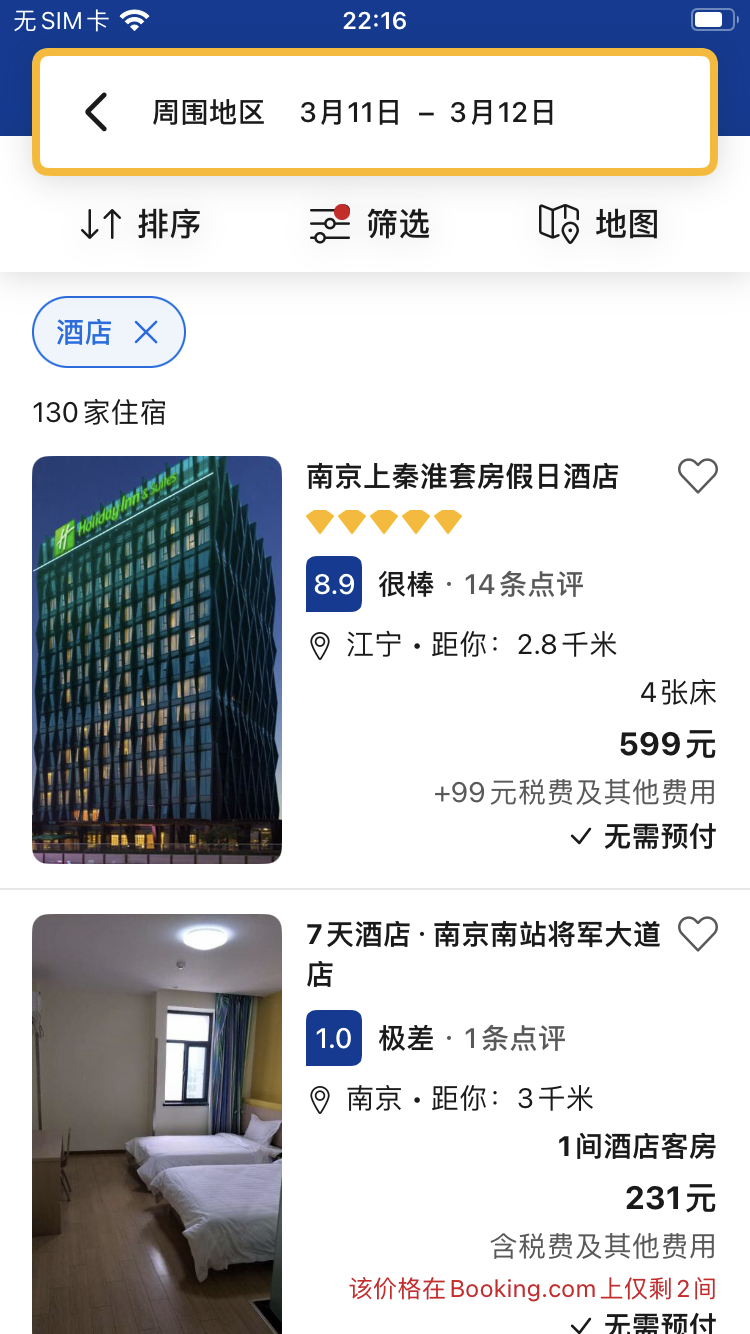 无SIM卡
22:16
周围地区 3月11日 – 3月12日
排序
筛选
地图
酒店
130家住宿
Holiday Inn & Suites
南京上秦淮套房假日酒店
8.9 很棒 · 14条点评
江宁 • 距你：2.8千米
4张床
599元
+99元税费及其他费用
无需预付
7天酒店 · 南京南站将军大道
店
1.0 极差 · 1条点评
南京 • 距你：3千米
1间酒店客房
231元
含税费及其他费用
该价格在Booking.com上仅剩2间
无需预付